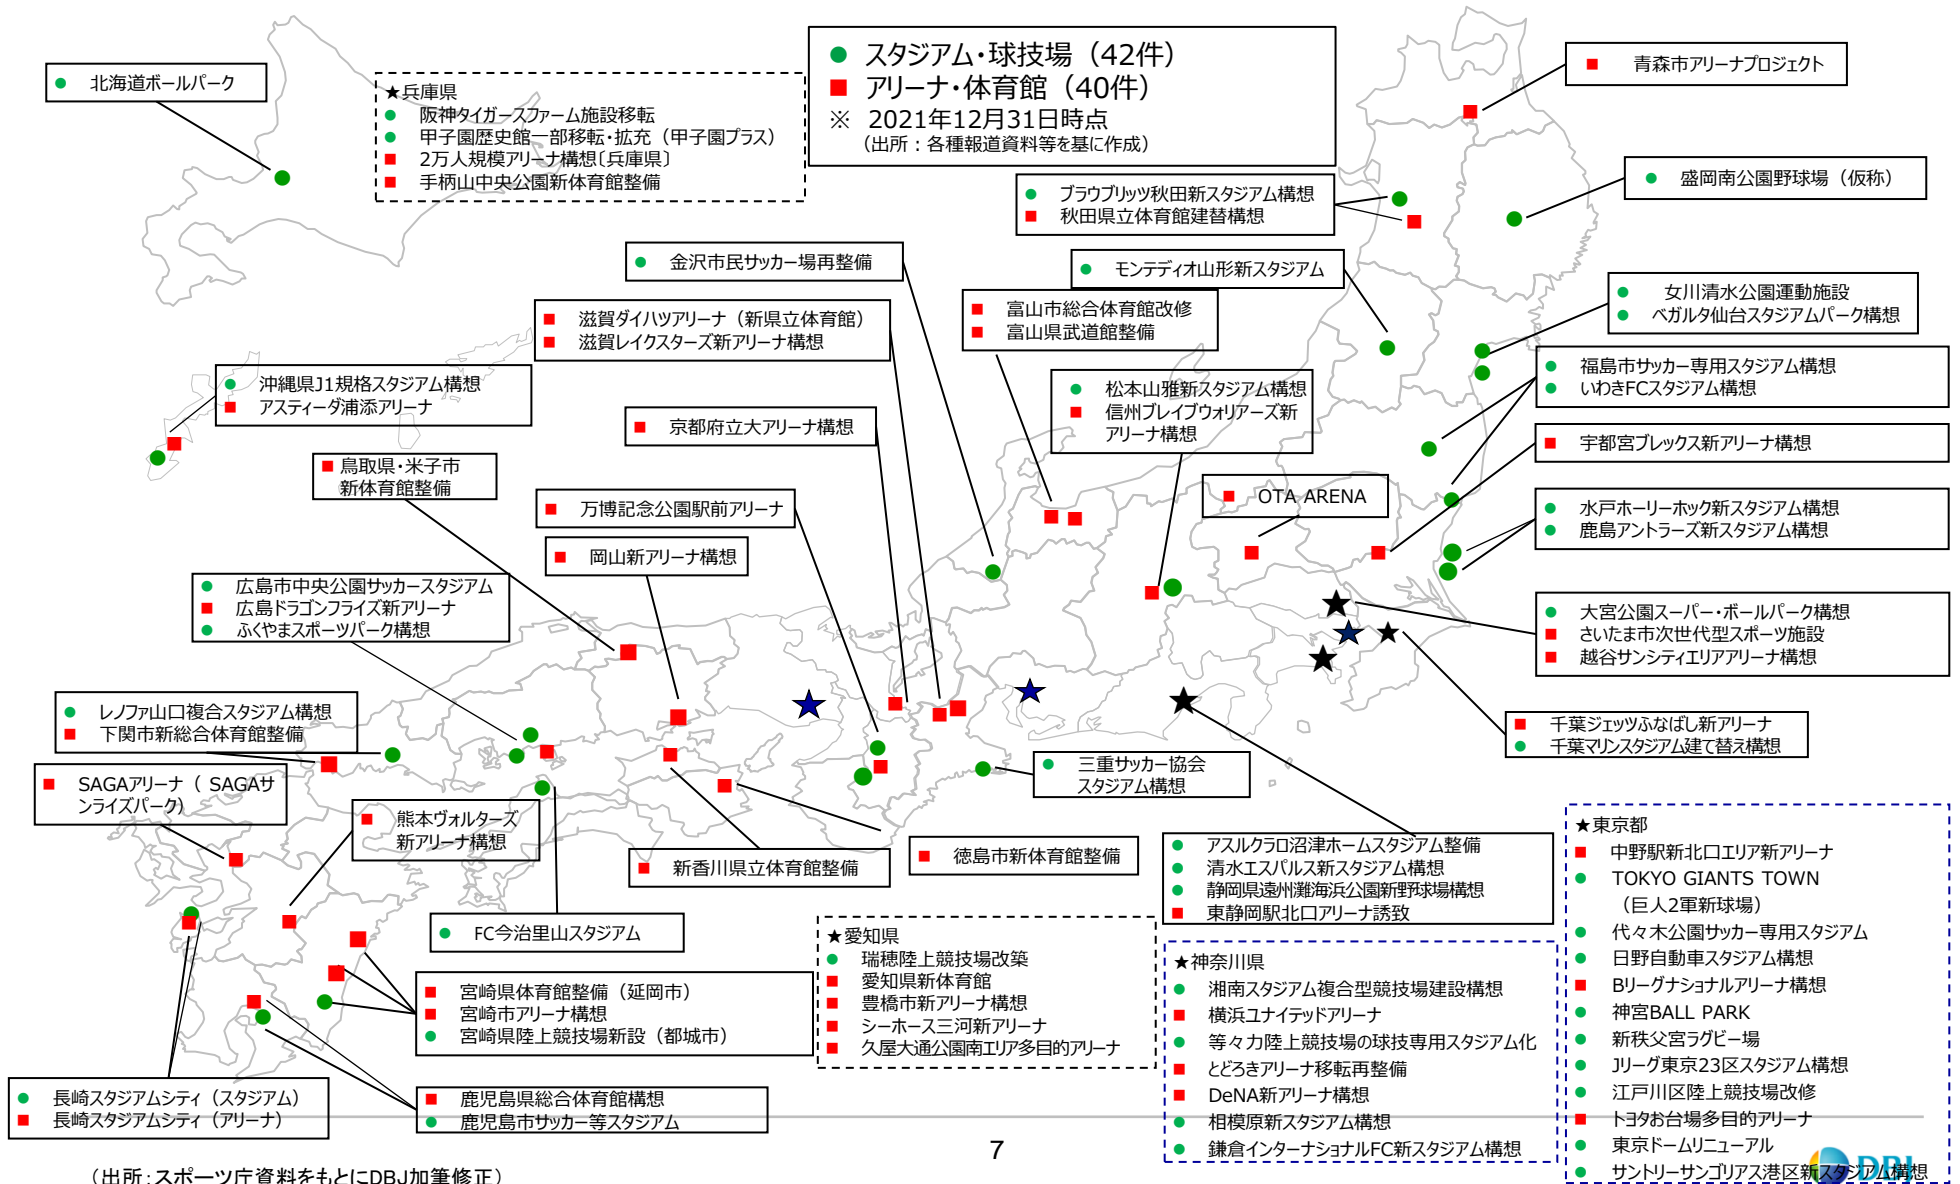 ● スタジアム・球技場（42件）
■ アリーナ・体育館（40件）
※ 2021年12月31日時点
（出所：各種報道資料等を基に作成）
● 北海道ボールパーク
★兵庫県
● 阪神タイガースファーム施設移転
● 甲子園歴史館一部移転・拡充（甲子園プラス）
■ 2万人規模アリーナ構想〔兵庫県〕
■ 手柄山中央公園新体育館整備
■ 青森市アリーナプロジェクト
● 盛岡南公園野球場（仮称）
● ブラウブリッツ秋田新スタジアム構想
■ 秋田県立体育館建替構想
● 金沢市民サッカー場再整備
● モンテディオ山形新スタジアム
■ 富山市総合体育館改修
■ 富山県武道館整備
● 女川清水公園運動施設
● ベガルタ仙台スタジアムパーク構想
■ 滋賀ダイハツアリーナ（新県立体育館）
■ 滋賀レイクスターズ新アリーナ構想
● 福島市サッカー専用スタジアム構想
● いわきFCスタジアム構想
● 沖縄県J1規格スタジアム構想
■ アスティーダ浦添アリーナ
● 松本山雅新スタジアム構想
■ 信州ブレイブウォリアーズ新
アリーナ構想
■ 京都府立大アリーナ構想
■ 宇都宮ブレックス新アリーナ構想
■ 鳥取県・米子市
新体育館整備
■ 万博記念公園駅前アリーナ
■ OTA ARENA
● 水戸ホーリーホック新スタジアム構想
● 鹿島アントラーズ新スタジアム構想
■ 岡山新アリーナ構想
● 広島市中央公園サッカースタジアム
■ 広島ドラゴンフライズ新アリーナ
● ふくやまスポーツパーク構想
● 大宮公園スーパー・ボールパーク構想
■ さいたま市次世代型スポーツ施設
■ 越谷サンシティエリアアリーナ構想
● レノファ山口複合スタジアム構想
■ 下関市新総合体育館整備
■ 千葉ジェッツふなばし新アリーナ
● 千葉マリンスタジアム建て替え構想
● 三重サッカー協会
スタジアム構想
■ SAGAアリーナ（ SAGAサ
ンライズパーク）
■ 熊本ヴォルターズ
新アリーナ構想
■ 新香川県立体育館整備
■ 徳島市新体育館整備
● アスルクラロ沼津ホームスタジアム整備
● 清水エスパルス新スタジアム構想
● 静岡県遠州灘海浜公園新野球場構想
■ 東静岡駅北口アリーナ誘致
● FC今治里山スタジアム
★愛知県
● 瑞穂陸上競技場改築
■ 愛知県新体育館
■ 豊橋市新アリーナ構想
■ シーホース三河新アリーナ
■ 久屋大通公園南エリア多目的アリーナ
★神奈川県
● 湘南スタジアム複合型競技場建設構想
■ 横浜ユナイテッドアリーナ
● 等々力陸上競技場の球技専用スタジアム化
■ とどろきアリーナ移転再整備
■ DeNA新アリーナ構想
● 相模原新スタジアム構想
● 鎌倉インターナショナルFC新スタジアム構想
★東京都
■ 中野駅新北口エリア新アリーナ
● TOKYO GIANTS TOWN
（巨人2軍新球場）
● 代々木公園サッカー専用スタジアム
● 日野自動車スタジアム構想
■ Bリーグナショナルアリーナ構想
● 神宮BALL PARK
● 新秩父宮ラグビー場
● Jリーグ東京23区スタジアム構想
● 江戸川区陸上競技場改修
■ トヨタお台場多目的アリーナ
● 東京ドームリニューアル
● サントリーサンゴリアス港区新スタジアム構想
■ 宮崎県体育館整備（延岡市）
■ 宮崎市アリーナ構想
● 宮崎県陸上競技場新設（都城市）
● 長崎スタジアムシティ（スタジアム）
■ 長崎スタジアムシティ（アリーナ）
■ 鹿児島県総合体育館構想
● 鹿児島市サッカー等スタジアム
7
（出所：スポーツ庁資料をもとにDBJ加筆修正）
DBJ